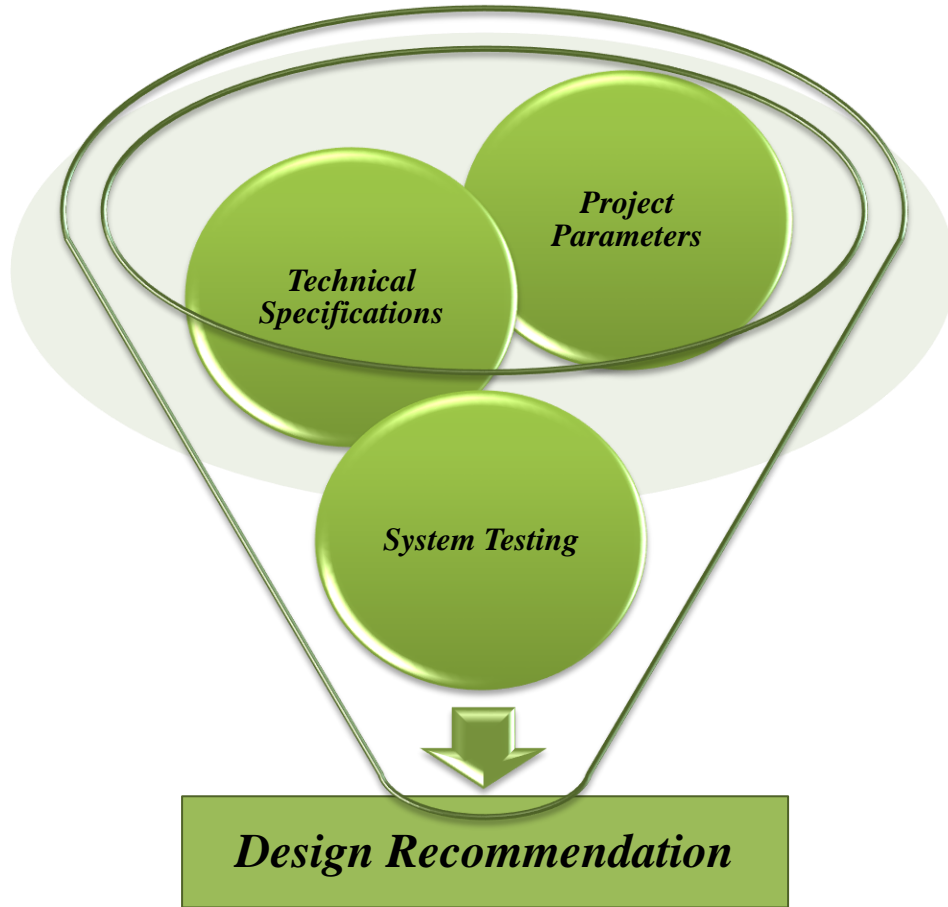 Project
Parameters
Technical
Specifications
System Testing
Design Recommendation